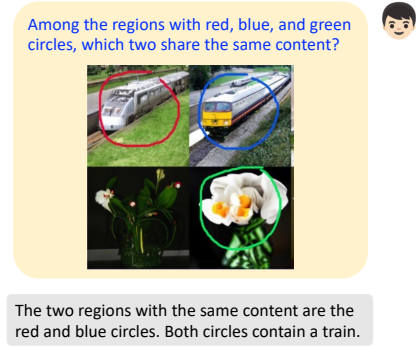 Among the regions with red, blue, and green
circles, which two share the same content?
The two regions with the same content are the
red and blue circles. Both circles contain a train.